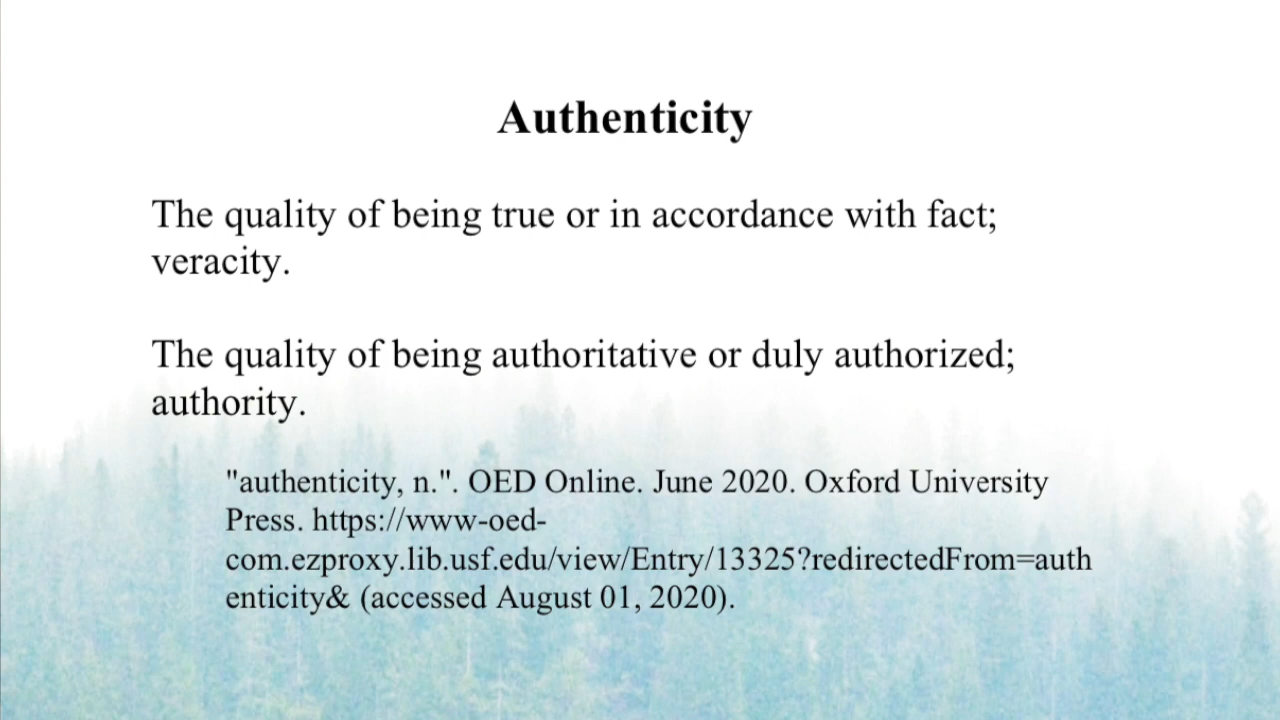 Authenticity
The quality of being true or in accordance with fact;
veracity.
The quality of being authoritative or duly authorized;
authority.
"authenticity, n.". OED Online. June 2020. Oxford University
Press. https://www-oed-
com.ezproxy.lib.usf.edu/view/Entry/13325?redirectedFrom=auth
enticity& (accessed August 01, 2020).